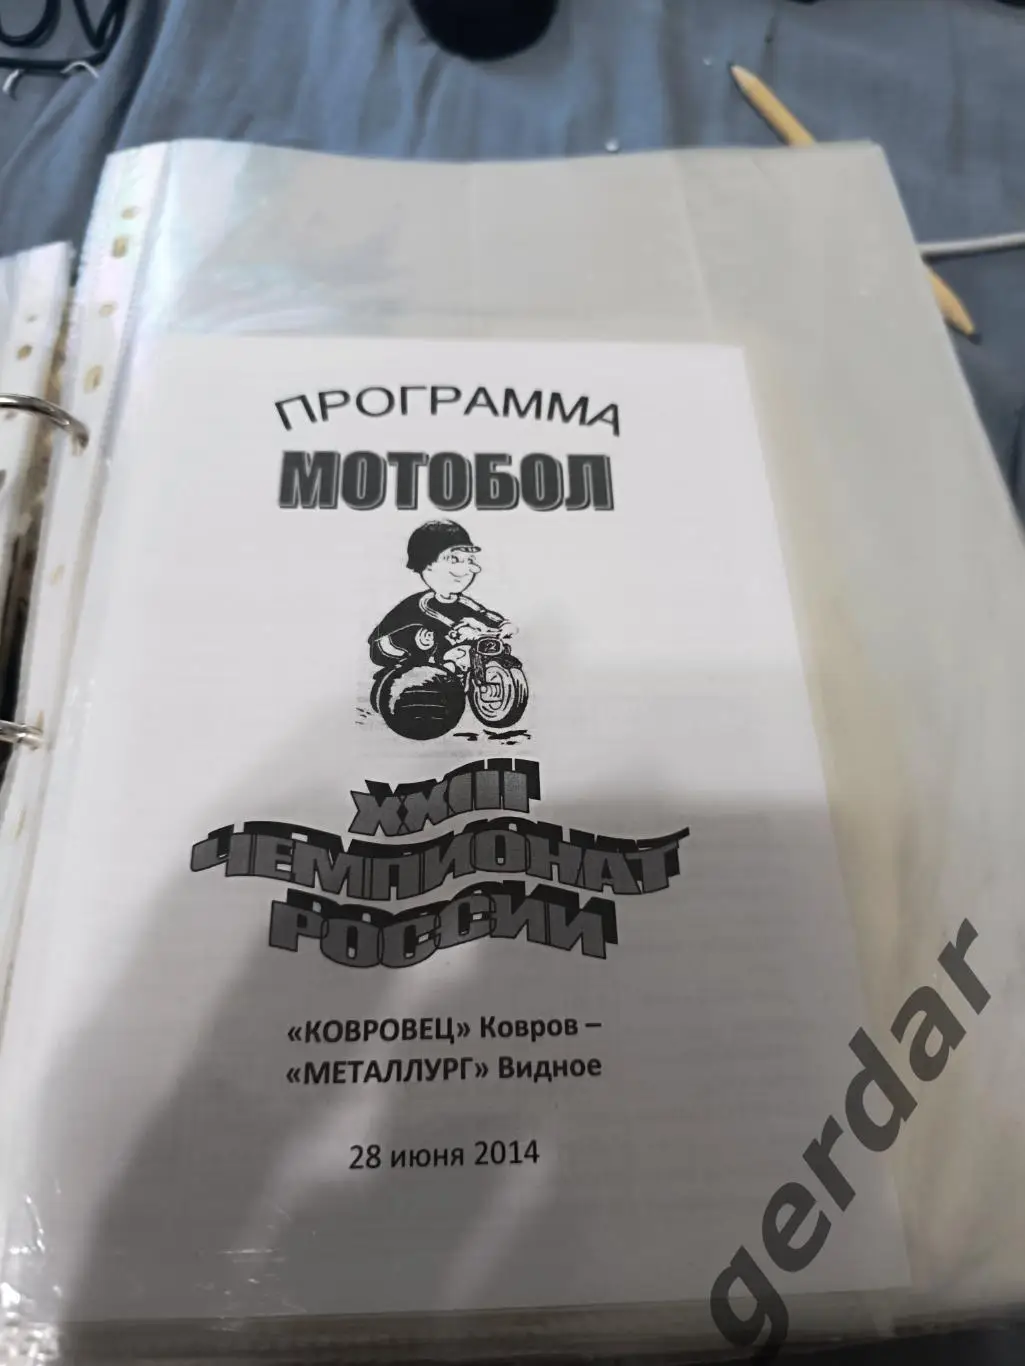 ПРОГРАММА
МОТОБОЛ
XXIII
ЧЕМПИОНАТ
РОССИИ
«КОВРОВЕЦ» Ковров –
«МЕТАЛЛУРГ» Видное
28 июня 2014
gerdar